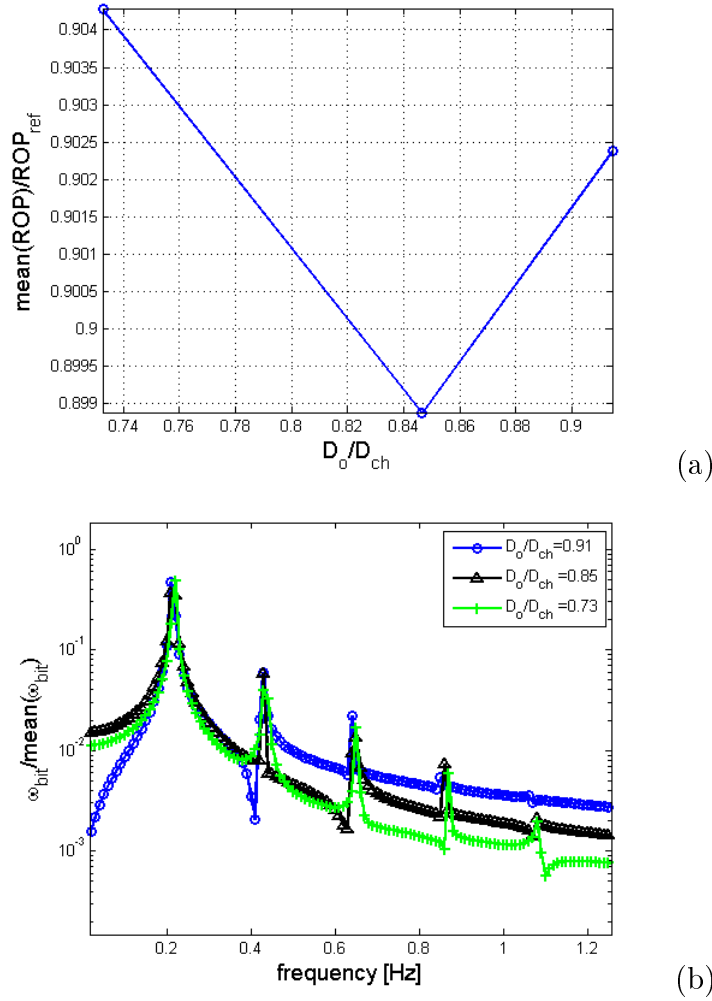 0.904
0.9035
0.903
0.9025
0.902
0.9015
0.901
0.9005
0.9
0.8995
0.899
mean(ROP)/ROP_ref
0.74 0.76 0.78 0.8 0.82 0.84 0.86 0.88 0.9
D_o/D_ch
(a)
10^0
10^-1
10^-2
10^-3
ω_bit/mean(ω_bit)
D_o/D_ch=0.91
D_o/D_ch=0.85
D_o/D_ch=0.73
0.2 0.4 0.6 0.8 1 1.2
frequency [Hz]
(b)